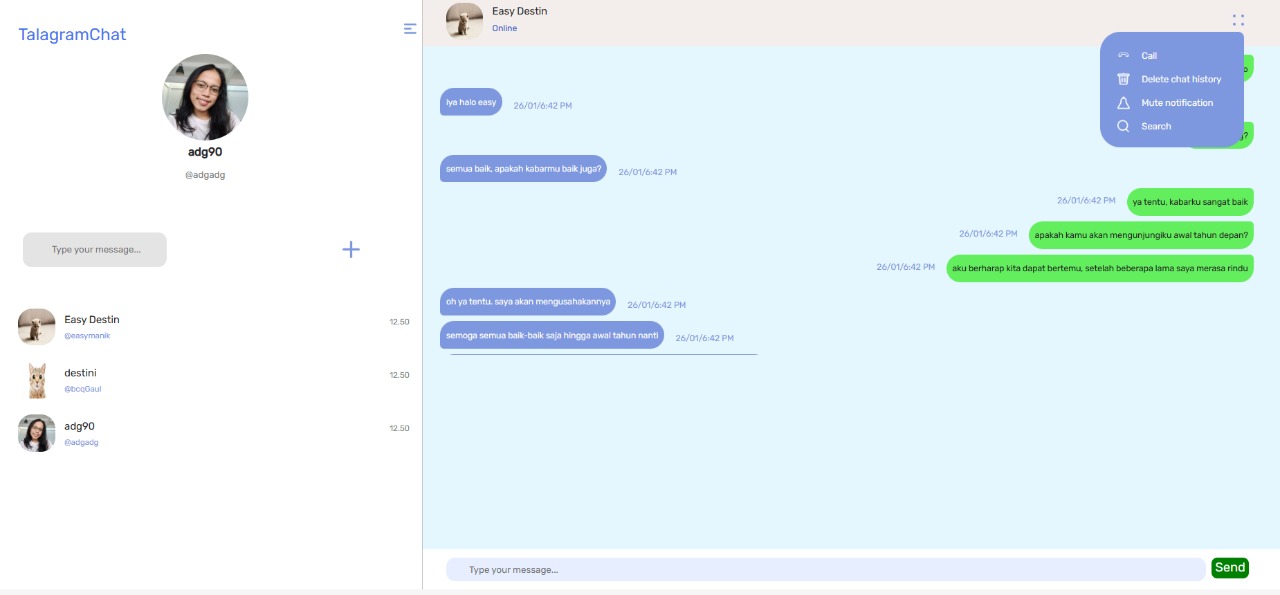 TalagramChat
adg90
@adgadg
Type your message...
Easy Destin
@easymanik
12.50
destini
@bcqGaul
12.50
adg90
@adgadg
12.50
Easy Destin
Online
Call
Delete chat history
Mute notification
Search
iya halo easy
26/01/6:42 PM
semua baik, apakah kabarmu baik juga?
26/01/6:42 PM
26/01/6:42 PM
ya tentu, kabarku sangat baik
26/01/6:42 PM
apakah kamu akan mengunjungiku awal tahun depan?
26/01/6:42 PM
aku berharap kita dapat bertemu, setelah beberapa lama saya merasa rindu
oh ya tentu, saya akan mengusahakannya
26/01/6:42 PM
semoga semua baik-baik saja hingga awal tahun nanti
26/01/6:42 PM
Type your message...
Send